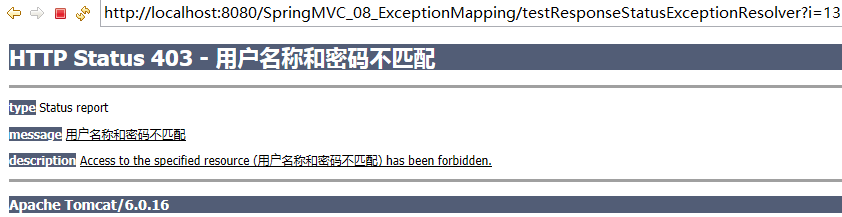 http://localhost:8080/SpringMVC_08_ExceptionMapping/testResponseStatusExceptionResolver?i=13
HTTP Status 403 - 用户名称和密码不匹配
type Status report
message 用户名称和密码不匹配
description Access to the specified resource (用户名称和密码不匹配) has been forbidden.
Apache Tomcat/6.0.16